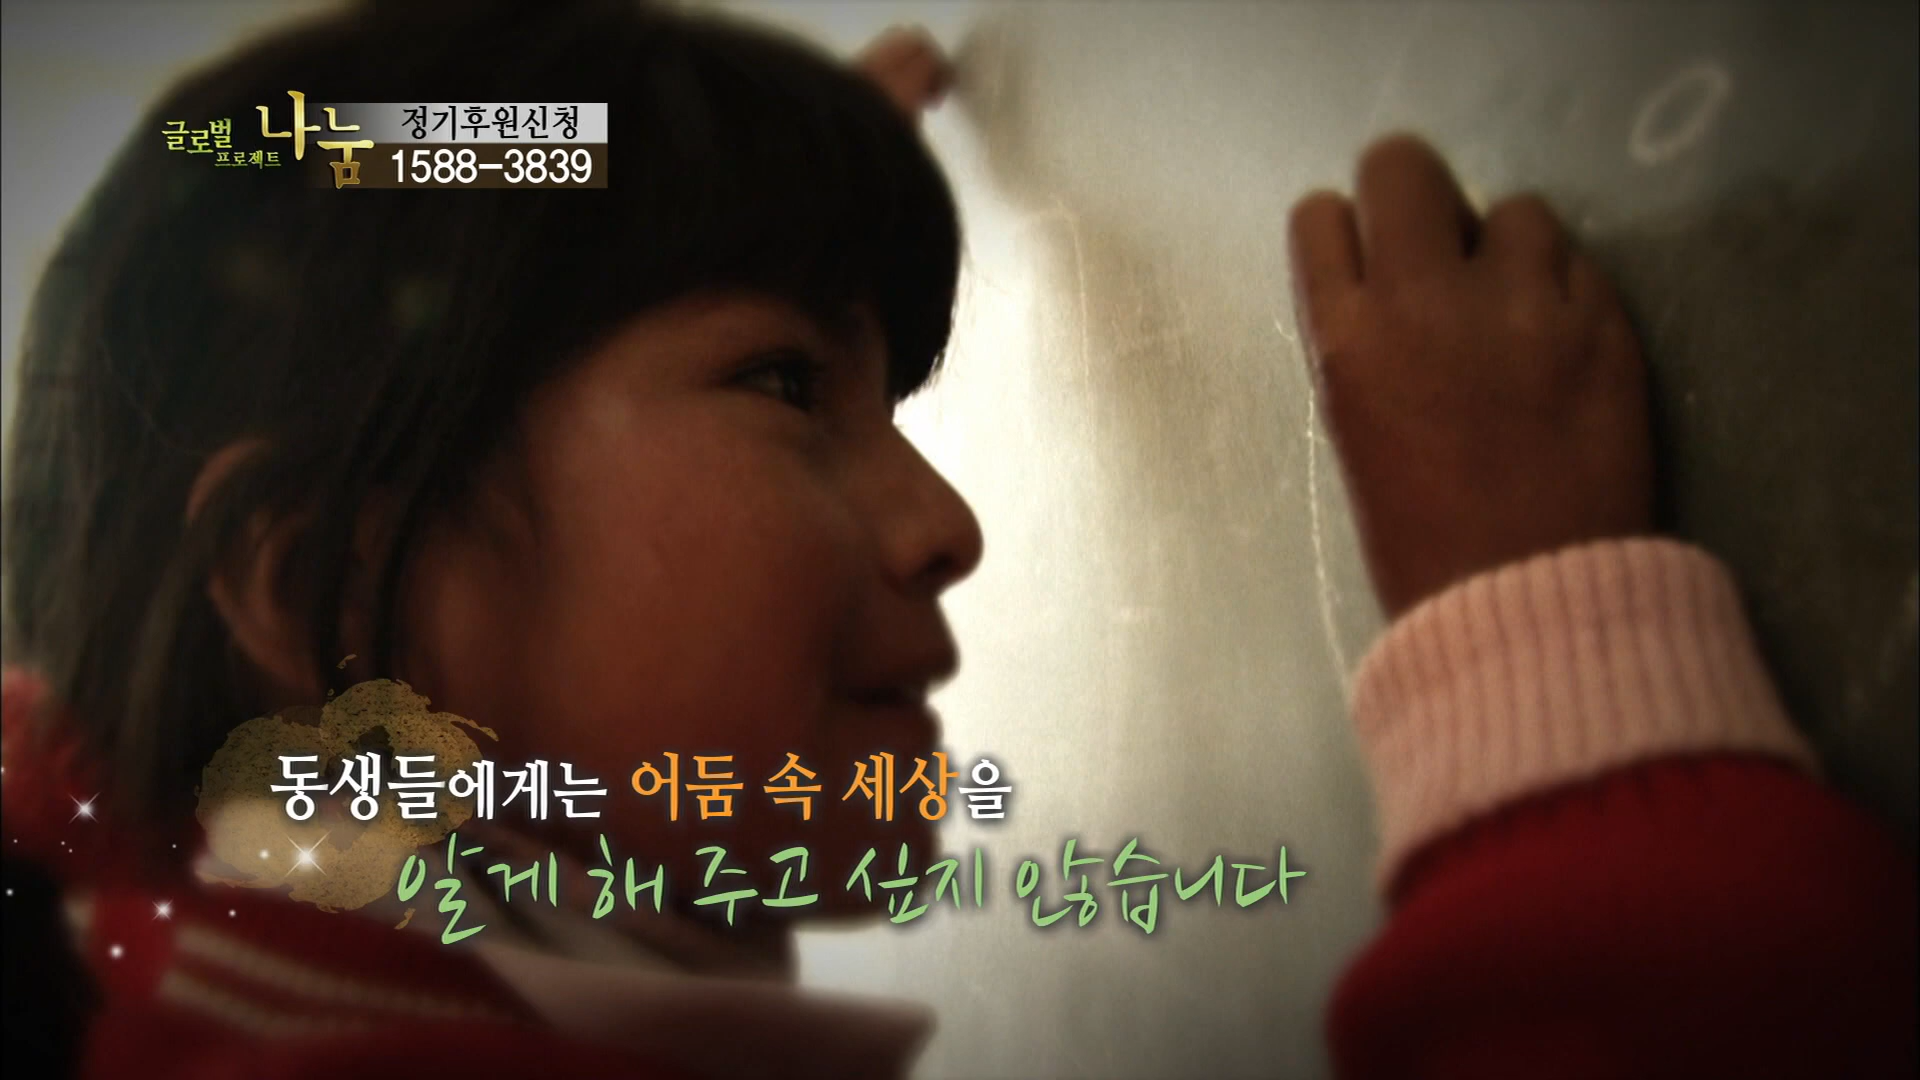 글로벌
프로젝트
나눔
정기후원신청
1588-3839
동생들에게는 어둠 속 세상을
알게 해 주고 싶지 않습니다